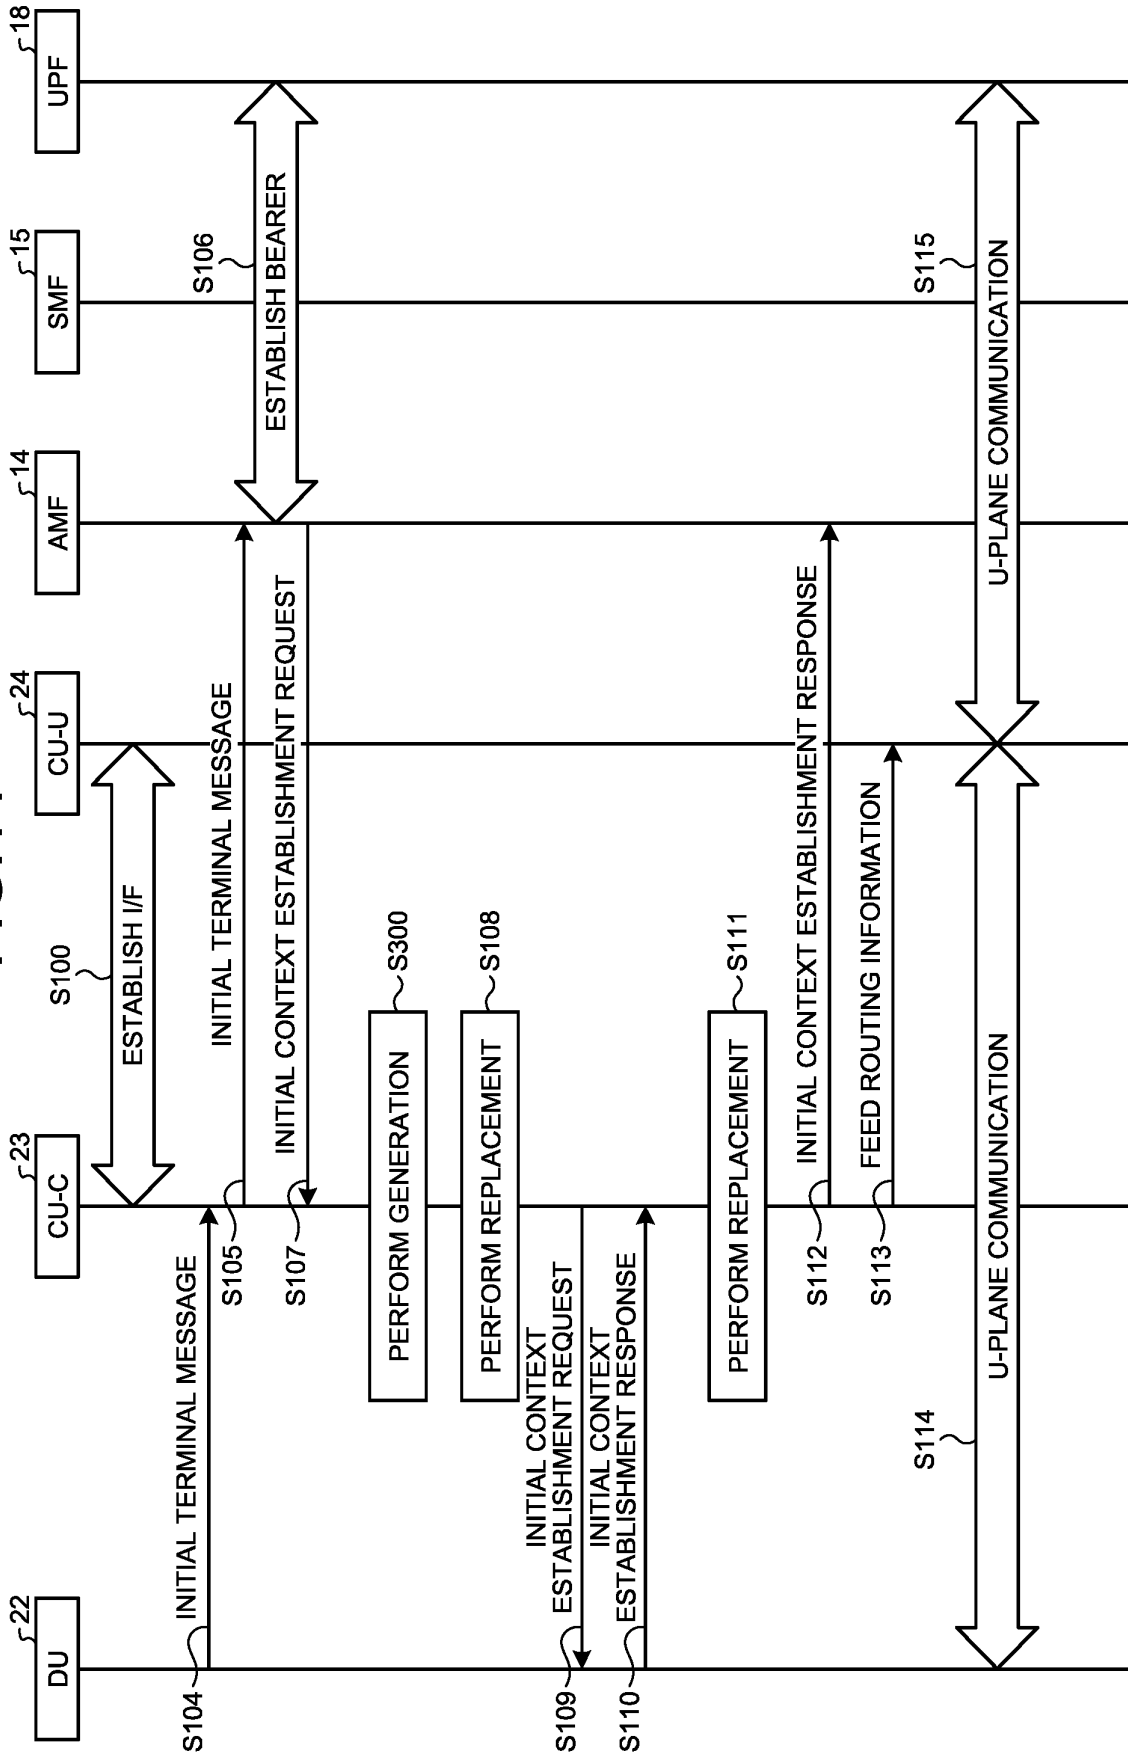 DU
22
CU-C
23
CU-U
24
AMF
14
SMF
15
UPF
18
S100
ESTABLISH I/F
S104
INITIAL TERMINAL MESSAGE
S105
INITIAL TERMINAL MESSAGE
S106
ESTABLISH BEARER
S107
INITIAL CONTEXT ESTABLISHMENT REQUEST
PERFORM GENERATION
S300
PERFORM REPLACEMENT
S108
S109
INITIAL CONTEXT
ESTABLISHMENT REQUEST
S110
INITIAL CONTEXT
ESTABLISHMENT RESPONSE
PERFORM REPLACEMENT
S111
S112
INITIAL CONTEXT ESTABLISHMENT RESPONSE
S113
FEED ROUTING INFORMATION
S114
U-PLANE COMMUNICATION
S115
U-PLANE COMMUNICATION